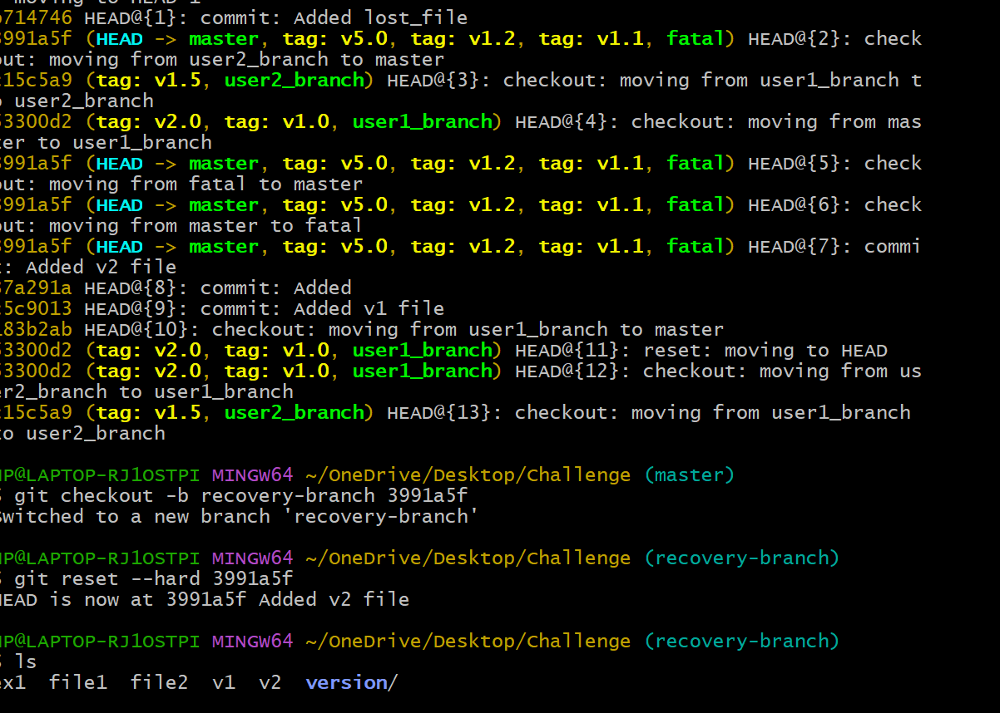 moving to HEAD~1
714746 HEAD@{1}: commit: Added lost_file
3991a5f (HEAD -> master, tag: v5.0, tag: v1.2, tag: v1.1, fatal) HEAD@{2}: check
out: moving from user2_branch to master
c15c5a9 (tag: v1.5, user2_branch) HEAD@{3}: checkout: moving from user1_branch t
o user2_branch
53300d2 (tag: v2.0, tag: v1.0, user1_branch) HEAD@{4}: checkout: moving from mas
ter to user1_branch
3991a5f (HEAD -> master, tag: v5.0, tag: v1.2, tag: v1.1, fatal) HEAD@{5}: check
out: moving from fatal to master
3991a5f (HEAD -> master, tag: v5.0, tag: v1.2, tag: v1.1, fatal) HEAD@{6}: check
out: moving from master to fatal
3991a5f (HEAD -> master, tag: v5.0, tag: v1.2, tag: v1.1, fatal) HEAD@{7}: commi
t: Added v2 file
37a291a HEAD@{8}: commit: Added
c5c9013 HEAD@{9}: commit: Added v1 file
183b2ab HEAD@{10}: checkout: moving from user1_branch to master
53300d2 (tag: v2.0, tag: v1.0, user1_branch) HEAD@{11}: reset: moving to HEAD
53300d2 (tag: v2.0, tag: v1.0, user1_branch) HEAD@{12}: checkout: moving from us
er2_branch to user1_branch
c15c5a9 (tag: v1.5, user2_branch) HEAD@{13}: checkout: moving from user1_branch
to user2_branch
HP@LAPTOP-RJ1OSTPI MINGW64 ~/OneDrive/Desktop/Challenge (master)
$ git checkout -b recovery-branch 3991a5f
Switched to a new branch 'recovery-branch'
HP@LAPTOP-RJ1OSTPI MINGW64 ~/OneDrive/Desktop/Challenge (recovery-branch)
$ git reset --hard 3991a5f
HEAD is now at 3991a5f Added v2 file
HP@LAPTOP-RJ1OSTPI MINGW64 ~/OneDrive/Desktop/Challenge (recovery-branch)
$ ls
ex1 file1 file2 v1 v2 version/